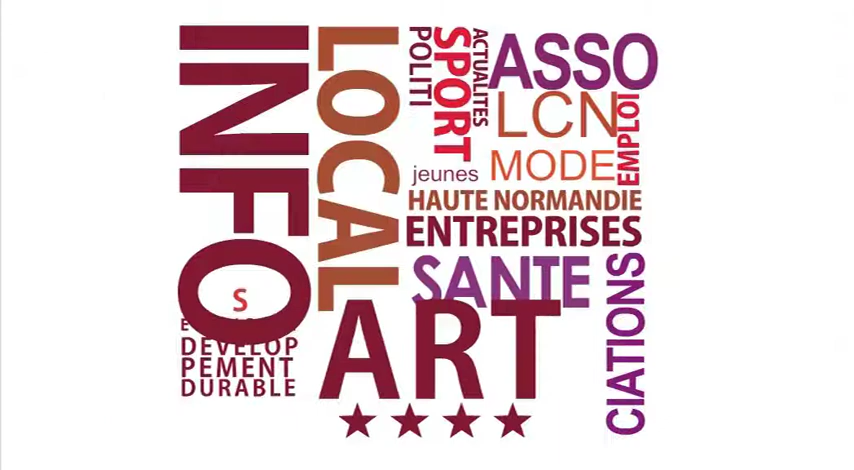 INFO
LOCAL
POLITI
SPORT
ACTUALITES
ASSO
LCN
EMPLOI
MODE
jeunes
HAUTE NORMANDIE
ENTREPRISES
SANTE
CIATIONS
ART
S
DEVELOP
PEMENT
DURABLE